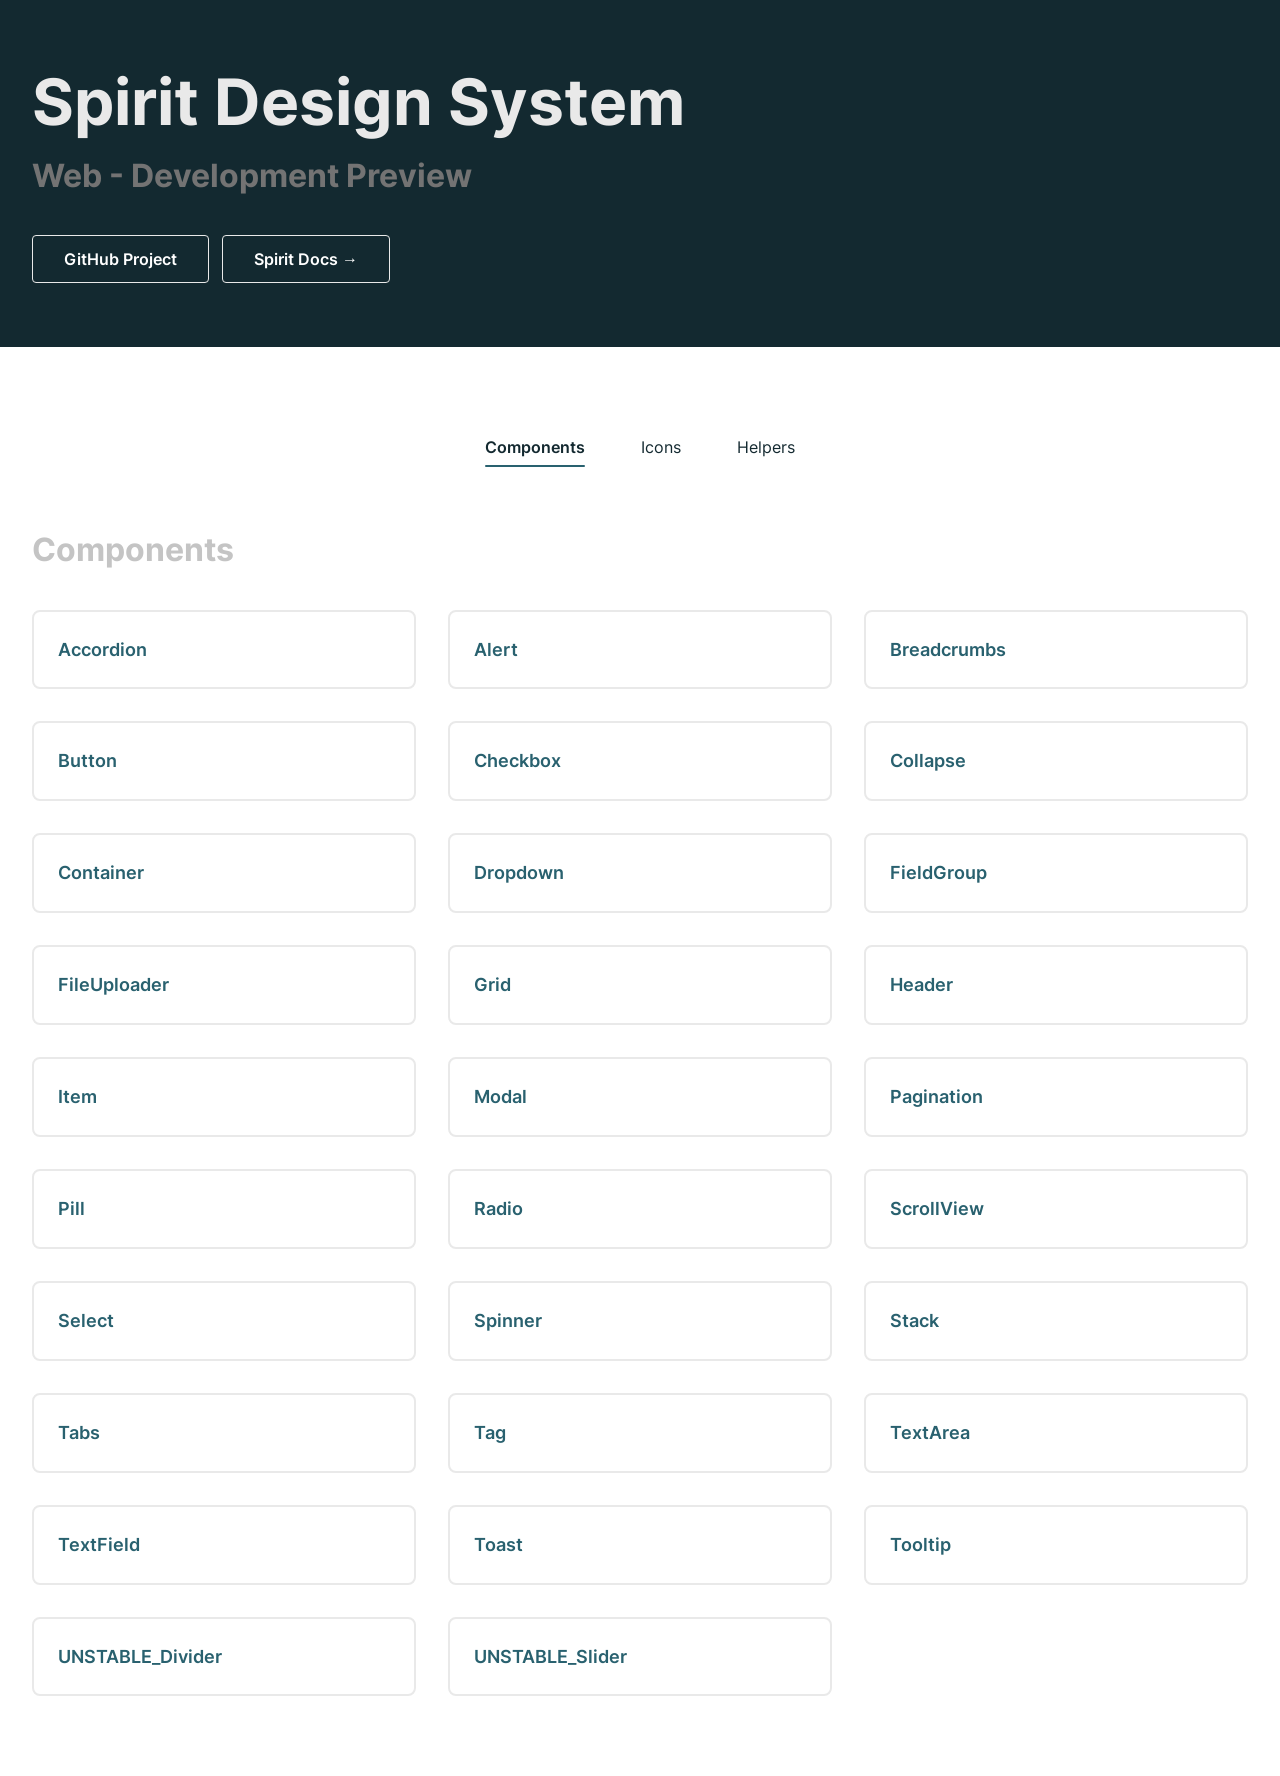 Spirit Design System
Web - Development Preview
GitHub Project
Spirit Docs →
Components
Icons
Helpers
Components
Accordion
Alert
Breadcrumbs
Button
Checkbox
Collapse
Container
Dropdown
FieldGroup
FileUploader
Grid
Header
Item
Modal
Pagination
Pill
Radio
ScrollView
Select
Spinner
Stack
Tabs
Tag
TextArea
TextField
Toast
Tooltip
UNSTABLE_Divider
UNSTABLE_Slider